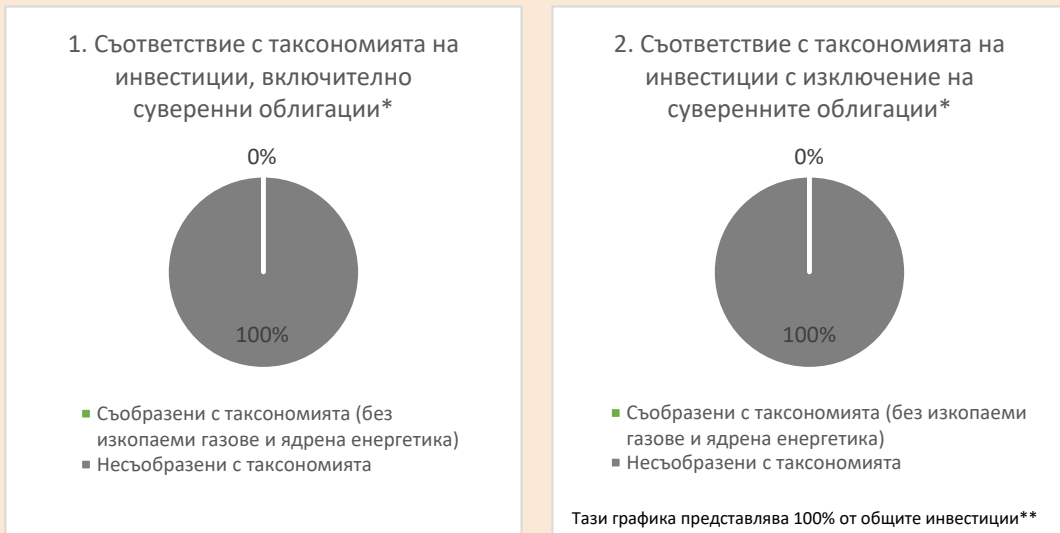 1. Съответствие с таксономията на
инвестиции, включително
суверенни облигации*
0%
100%
Съобразени с таксономията (без
изкопаеми газове и ядрена енергетика)
Несъобразени с таксономията
2. Съответствие с таксономията на
инвестиции с изключение на
суверенните облигации*
0%
100%
Съобразени с таксономията (без изкопаеми
газове и ядрена енергетика)
Несъобразени с таксономията
Тази графика представлява 100% от общите инвестиции**